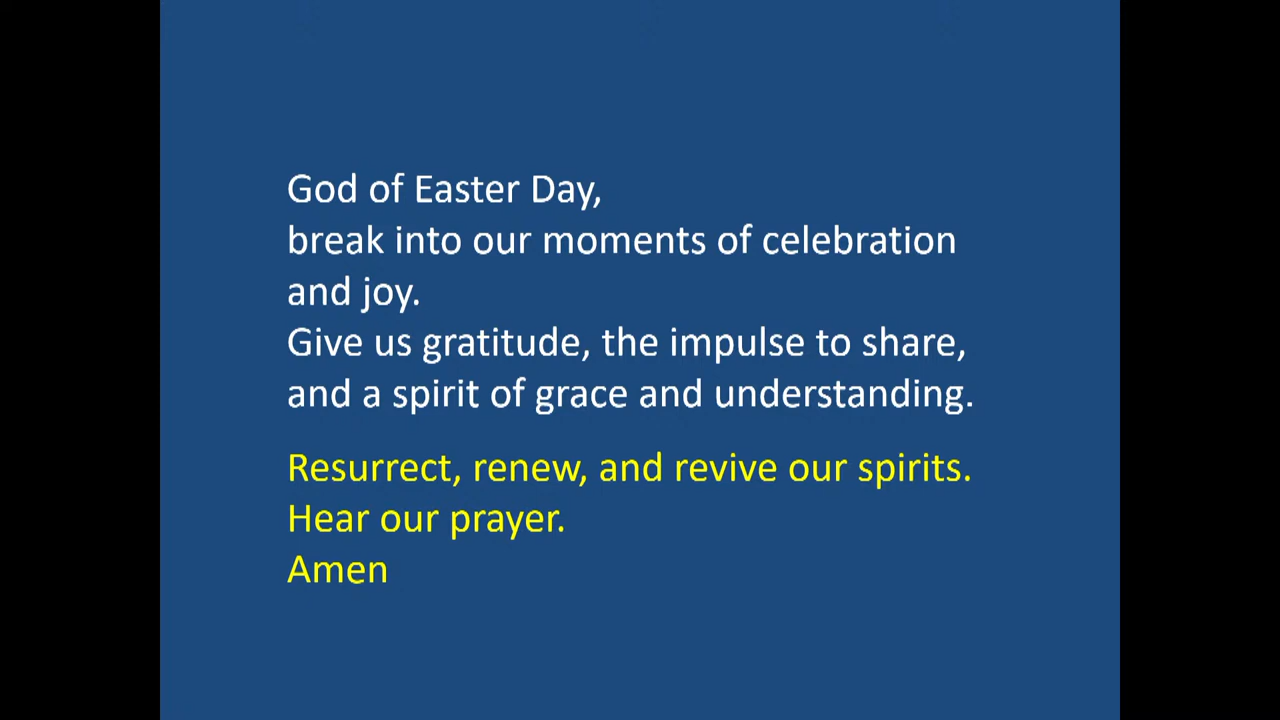 God of Easter Day,
break into our moments of celebration
and joy.
Give us gratitude, the impulse to share,
and a spirit of grace and understanding.
Resurrect, renew, and revive our spirits.
Hear our prayer.
Amen